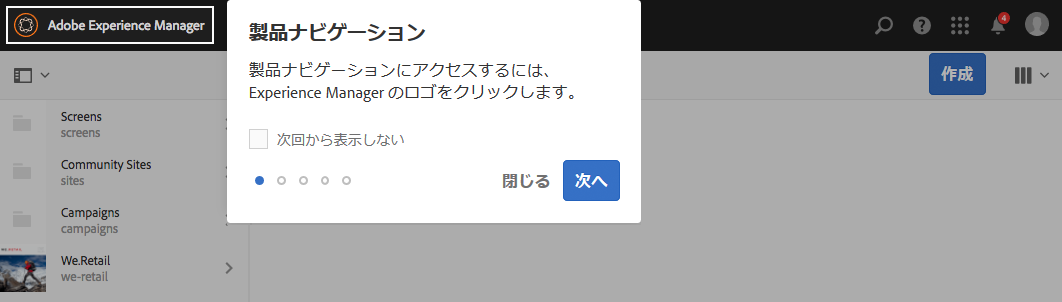 Adobe Experience Manager
4
製品ナビゲーション
製品ナビゲーションにアクセスするには、
Experience Manager のロゴをクリックします。
次回から表示しない
閉じる
次へ
作成
Screens
screens
Community Sites
sites
Campaigns
campaigns
We.Retail
we-retail